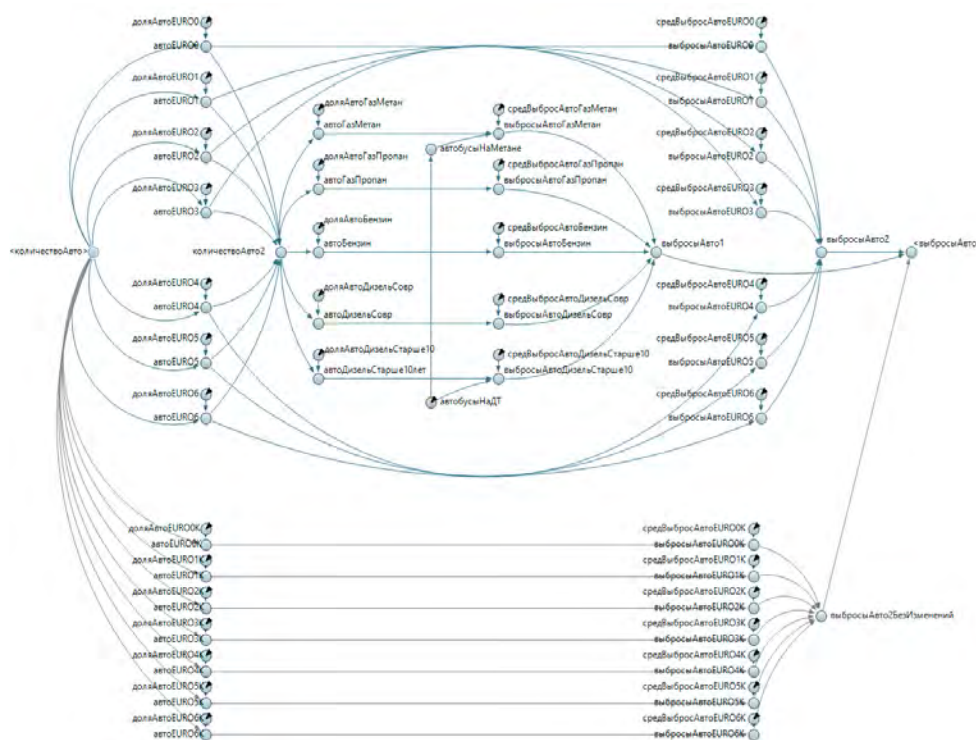 доляАвтоEURO0
автоEURO0
доляАвтоEURO1
автоEURO1
доляАвтоEURO2
автоEURO2
доляАвтоEURO3
автоEURO3
<количествоАвто>
доляАвтоEURO4
автоEURO4
доляАвтоEURO5
автоEURO5
доляАвтоEURO6
автоEURO6
количествоАвто2
доляАвтоГазМетан
автоГазМетан
доляАвтоГазПропан
автоГазПропан
доляАвтоБензин
автоБензин
доляАвтоДизельСовр
автоДизельСовр
доляАвтоДизельСтарше10
автоДизельСтарше10лет
автобусыНаМетане
автобусыНаДТ
средВыбросАвтоГазМетан
выбросыАвтоГазМетан
средВыбросАвтоГазПропан
выбросыАвтоГазПропан
средВыбросАвтоБензин
выбросыАвтоБензин
средВыбросАвтоДизельСовр
выбросыАвтоДизельСовр
средВыбросАвтоДизельСтарше10
выбросыАвтоДизельСтарше10
выбросыАвто1
средВыбросАвтоEURO0
выбросыАвтоEURO0
средВыбросАвтоEURO1
выбросыАвтоEURO1
средВыбросАвтоEURO2
выбросыАвтоEURO2
средВыбросАвтоEURO3
выбросыАвтоEURO3
выбросыАвто2
<выбросыАвто
средВыбросАвтоEURO4
выбросыАвтоEURO4
средВыбросАвтоEURO5
выбросыАвтоEURO5
средВыбросАвтоEURO6
выбросыАвтоEURO6
доляАвтоEURO0K
автоEURO0K
доляАвтоEURO1K
автоEURO1K
доляАвтоEURO2K
автоEURO2K
доляАвтоEURO3K
автоEURO3K
доляАвтоEURO4K
автоEURO4K
доляАвтоEURO5K
автоEURO5K
доляАвтоEURO6K
автоEURO6K
средВыбросАвтоEURO0K
выбросыАвтоEURO0K
средВыбросАвтоEURO1K
выбросыАвтоEURO1K
средВыбросАвтоEURO2K
выбросыАвтоEURO2K
средВыбросАвтоEURO3K
выбросыАвтоEURO3K
средВыбросАвтоEURO4K
выбросыАвтоEURO4K
средВыбросАвтоEURO5K
выбросыАвтоEURO5K
средВыбросАвтоEURO6K
выбросыАвтоEURO6K
выбросыАвто2БезИзменений